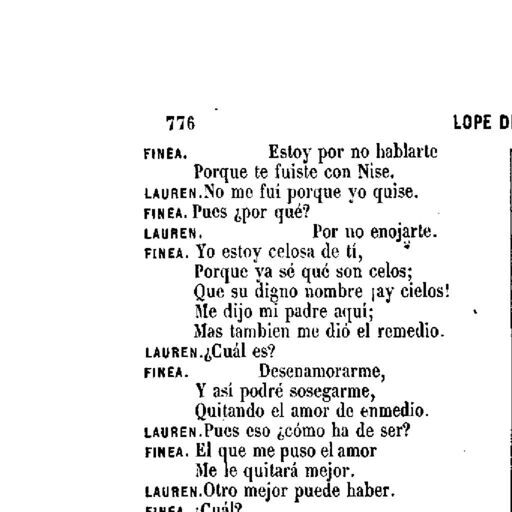 776 LOPE D
FINEA. Estoy por no hablarte
Porque te fuiste con Nise.
LAUREN. No me fuí porque yo quise.
FINEA. Pues ¿por qué?
LAUREN. Por no enojarte.
FINEA. Yo estoy celosa de tí,
Porque ya sé qué son celos;
Que su digno nombre ¡ay cielos!
Me dijo mi padre aquí;
Mas tambien me dió el remedio.
LAUREN. ¿Cuál es?
FINEA. Desenamorarme,
Y así podré sosegarme,
Quitando el amor de enmedio.
LAUREN. Pues eso ¿cómo ha de ser?
FINEA. El que me puso el amor
Me le quitará mejor.
LAUREN. Otro mejor puede haber.
FINEA. ¿Cuál?